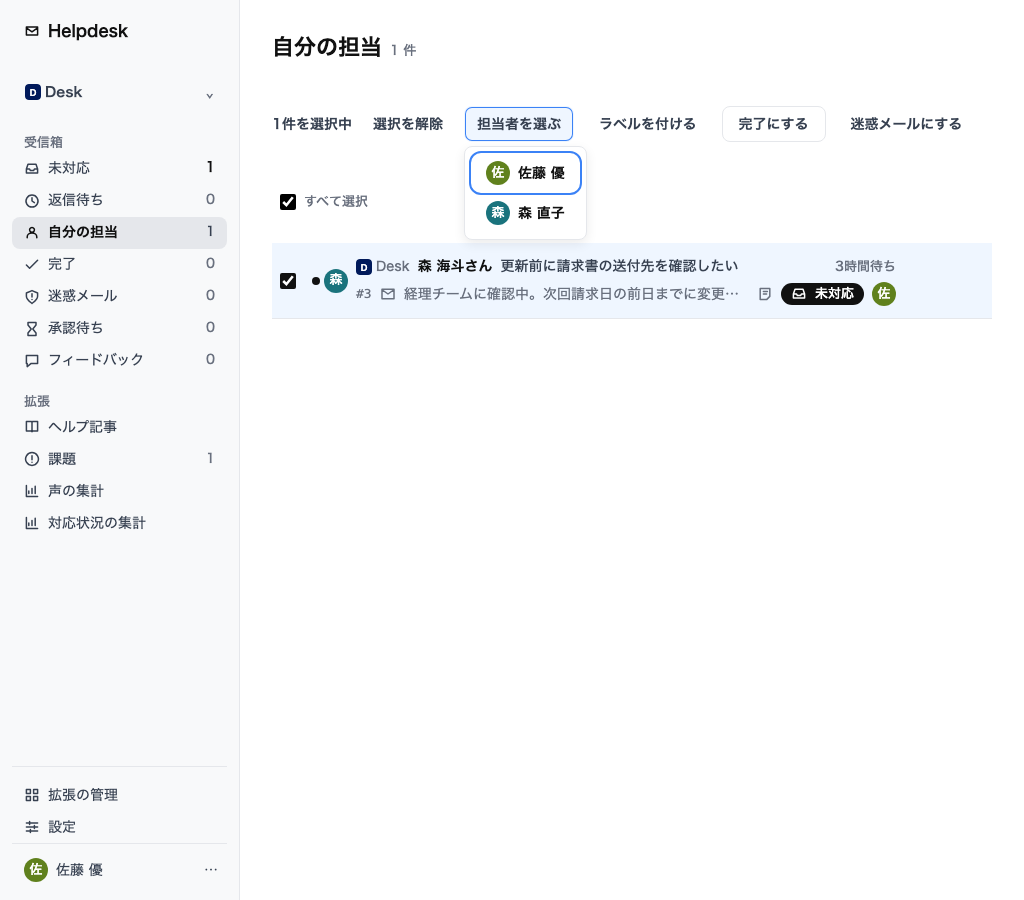 Helpdesk
D Desk
受信箱
未対応 1
返信待ち 0
自分の担当 1
完了 0
迷惑メール 0
承認待ち 0
フィードバック 0
拡張
ヘルプ記事
課題 1
声の集計
対応状況の集計
拡張の管理
設定
佐 佐藤 優 …
自分の担当 1 件
1件を選択中 選択を解除 担当者を選ぶ ラベルを付ける 完了にする 迷惑メールにする
佐 佐藤 優
森 森 直子
すべて選択
森 D Desk 森 海斗さん 更新前に請求書の送付先を確認したい 3時間待ち
#3 経理チームに確認中。次回請求日の前日までに変更… 未対応 佐